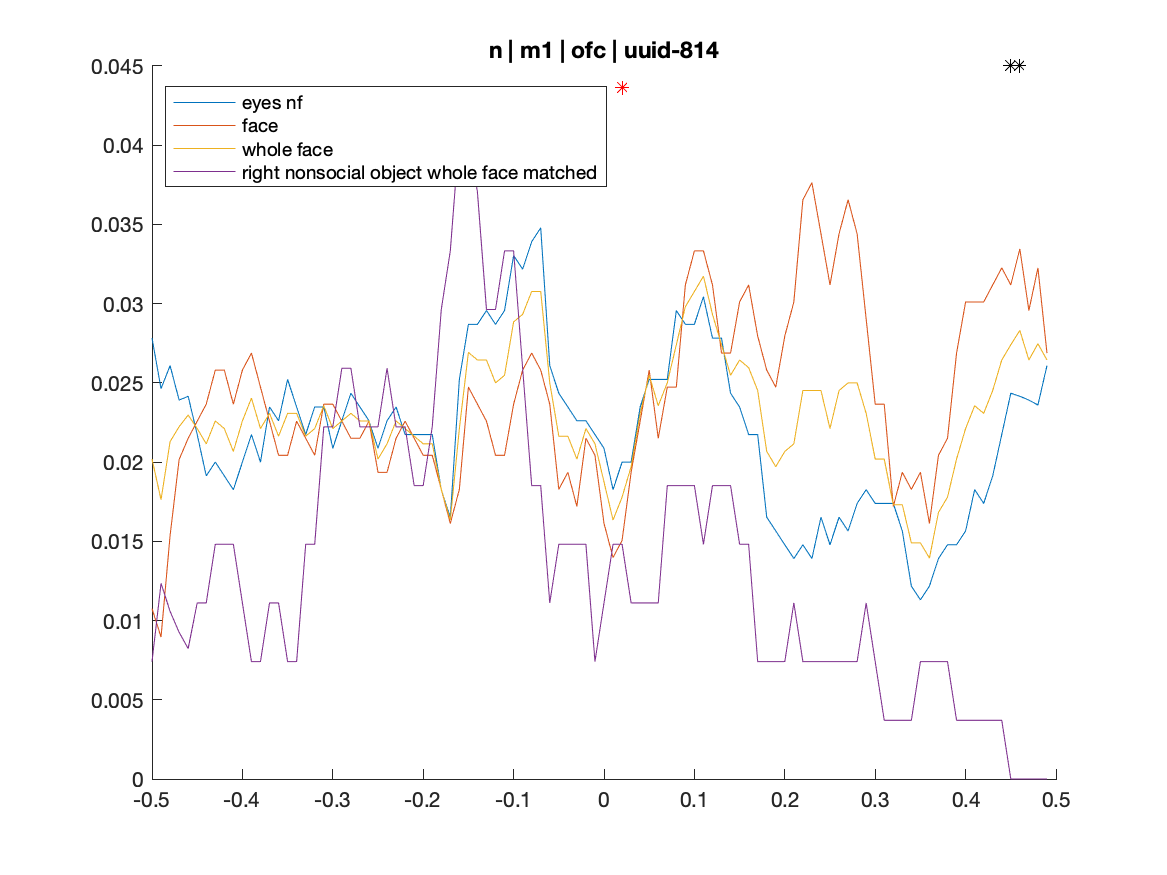 n | m1 | ofc | uuid-814
0.045
0.04
0.035
0.03
0.025
0.02
0.015
0.01
0.005
0
eyes nf
face
whole face
right nonsocial object whole face matched
-0.5 -0.4 -0.3 -0.2 -0.1 0 0.1 0.2 0.3 0.4 0.5